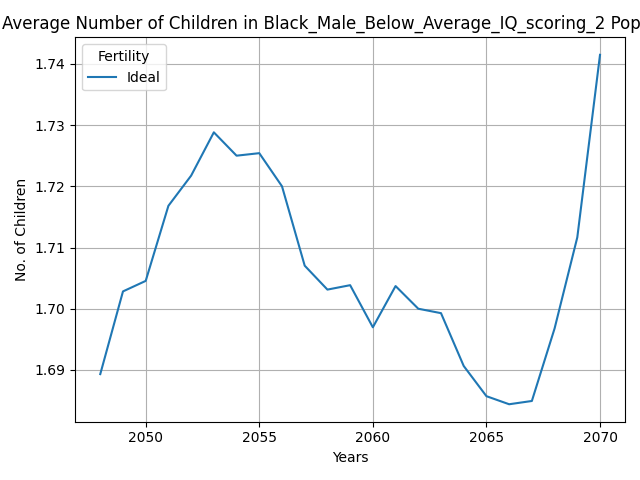 Average Number of Children in Black_Male_Below_Average_IQ_scoring_2 Pop
Fertility
Ideal
1.74
1.73
1.72
1.71
1.70
1.69
No. of Children
2050
2055
2060
2065
2070
Years